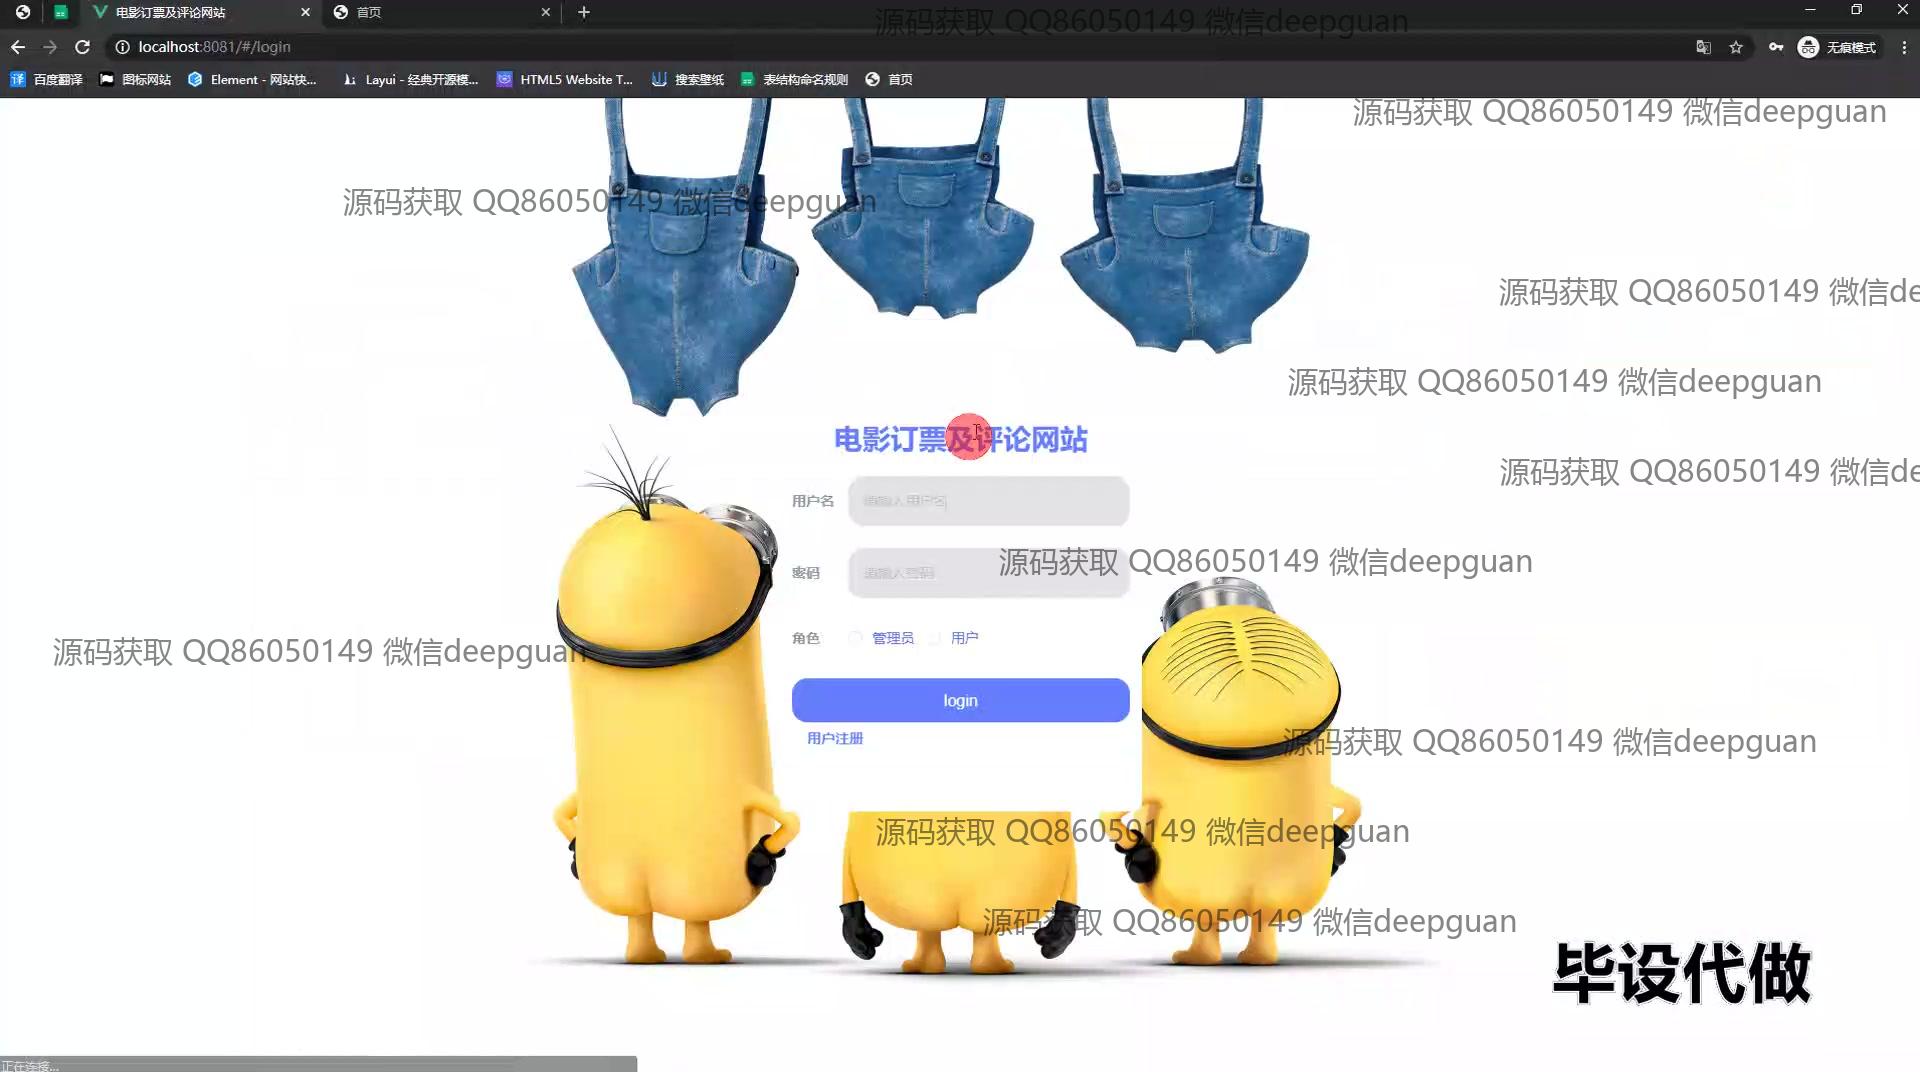 电影订票及评论网站
首页
源码获取 QQ86050149 微信deepguan
localhost:8081/#/login
无痕模式
百度翻译
图标网站
Element - 网站快...
Layui - 经典开源模...
HTML5 Website T...
搜索壁纸
表结构命名规则
首页
源码获取 QQ86050149 微信deepguan
源码获取 QQ86050149 微信deepguan
源码获取 QQ86050149 微信de
源码获取 QQ86050149 微信deepguan
电影订票及评论网站
源码获取 QQ86050149 微信de
用户名
请输入用户名
源码获取 QQ86050149 微信deepguan
密码
请输入密码
角色
管理员
用户
源码获取 QQ86050149 微信deepguan
login
用户注册
源码获取 QQ86050149 微信deepguan
源码获取 QQ86050149 微信deepguan
源码获取 QQ86050149 微信deepguan
毕设代做
正在连接...